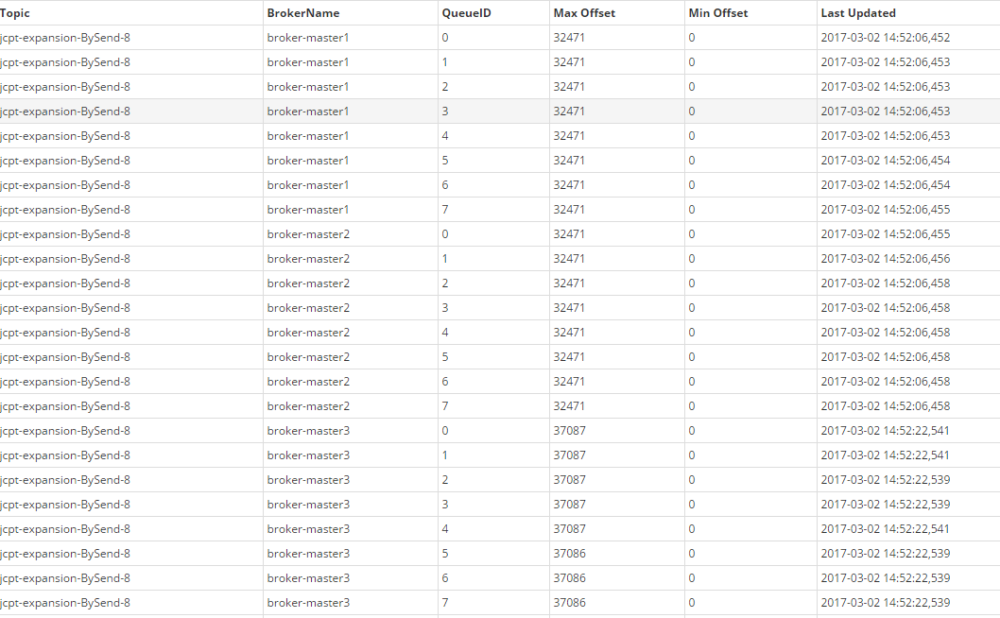 Topic BrokerName QueueID Max Offset Min Offset Last Updated
jcpt-expansion-BySend-8 broker-master1 0 32471 0 2017-03-02 14:52:06,452
jcpt-expansion-BySend-8 broker-master1 1 32471 0 2017-03-02 14:52:06,453
jcpt-expansion-BySend-8 broker-master1 2 32471 0 2017-03-02 14:52:06,453
jcpt-expansion-BySend-8 broker-master1 3 32471 0 2017-03-02 14:52:06,453
jcpt-expansion-BySend-8 broker-master1 4 32471 0 2017-03-02 14:52:06,453
jcpt-expansion-BySend-8 broker-master1 5 32471 0 2017-03-02 14:52:06,454
jcpt-expansion-BySend-8 broker-master1 6 32471 0 2017-03-02 14:52:06,454
jcpt-expansion-BySend-8 broker-master1 7 32471 0 2017-03-02 14:52:06,455
jcpt-expansion-BySend-8 broker-master2 0 32471 0 2017-03-02 14:52:06,455
jcpt-expansion-BySend-8 broker-master2 1 32471 0 2017-03-02 14:52:06,456
jcpt-expansion-BySend-8 broker-master2 2 32471 0 2017-03-02 14:52:06,458
jcpt-expansion-BySend-8 broker-master2 3 32471 0 2017-03-02 14:52:06,458
jcpt-expansion-BySend-8 broker-master2 4 32471 0 2017-03-02 14:52:06,458
jcpt-expansion-BySend-8 broker-master2 5 32471 0 2017-03-02 14:52:06,458
jcpt-expansion-BySend-8 broker-master2 6 32471 0 2017-03-02 14:52:06,458
jcpt-expansion-BySend-8 broker-master2 7 32471 0 2017-03-02 14:52:06,458
jcpt-expansion-BySend-8 broker-master3 0 37087 0 2017-03-02 14:52:22,541
jcpt-expansion-BySend-8 broker-master3 1 37087 0 2017-03-02 14:52:22,541
jcpt-expansion-BySend-8 broker-master3 2 37087 0 2017-03-02 14:52:22,539
jcpt-expansion-BySend-8 broker-master3 3 37087 0 2017-03-02 14:52:22,539
jcpt-expansion-BySend-8 broker-master3 4 37087 0 2017-03-02 14:52:22,541
jcpt-expansion-BySend-8 broker-master3 5 37086 0 2017-03-02 14:52:22,539
jcpt-expansion-BySend-8 broker-master3 6 37086 0 2017-03-02 14:52:22,539
jcpt-expansion-BySend-8 broker-master3 7 37086 0 2017-03-02 14:52:22,539